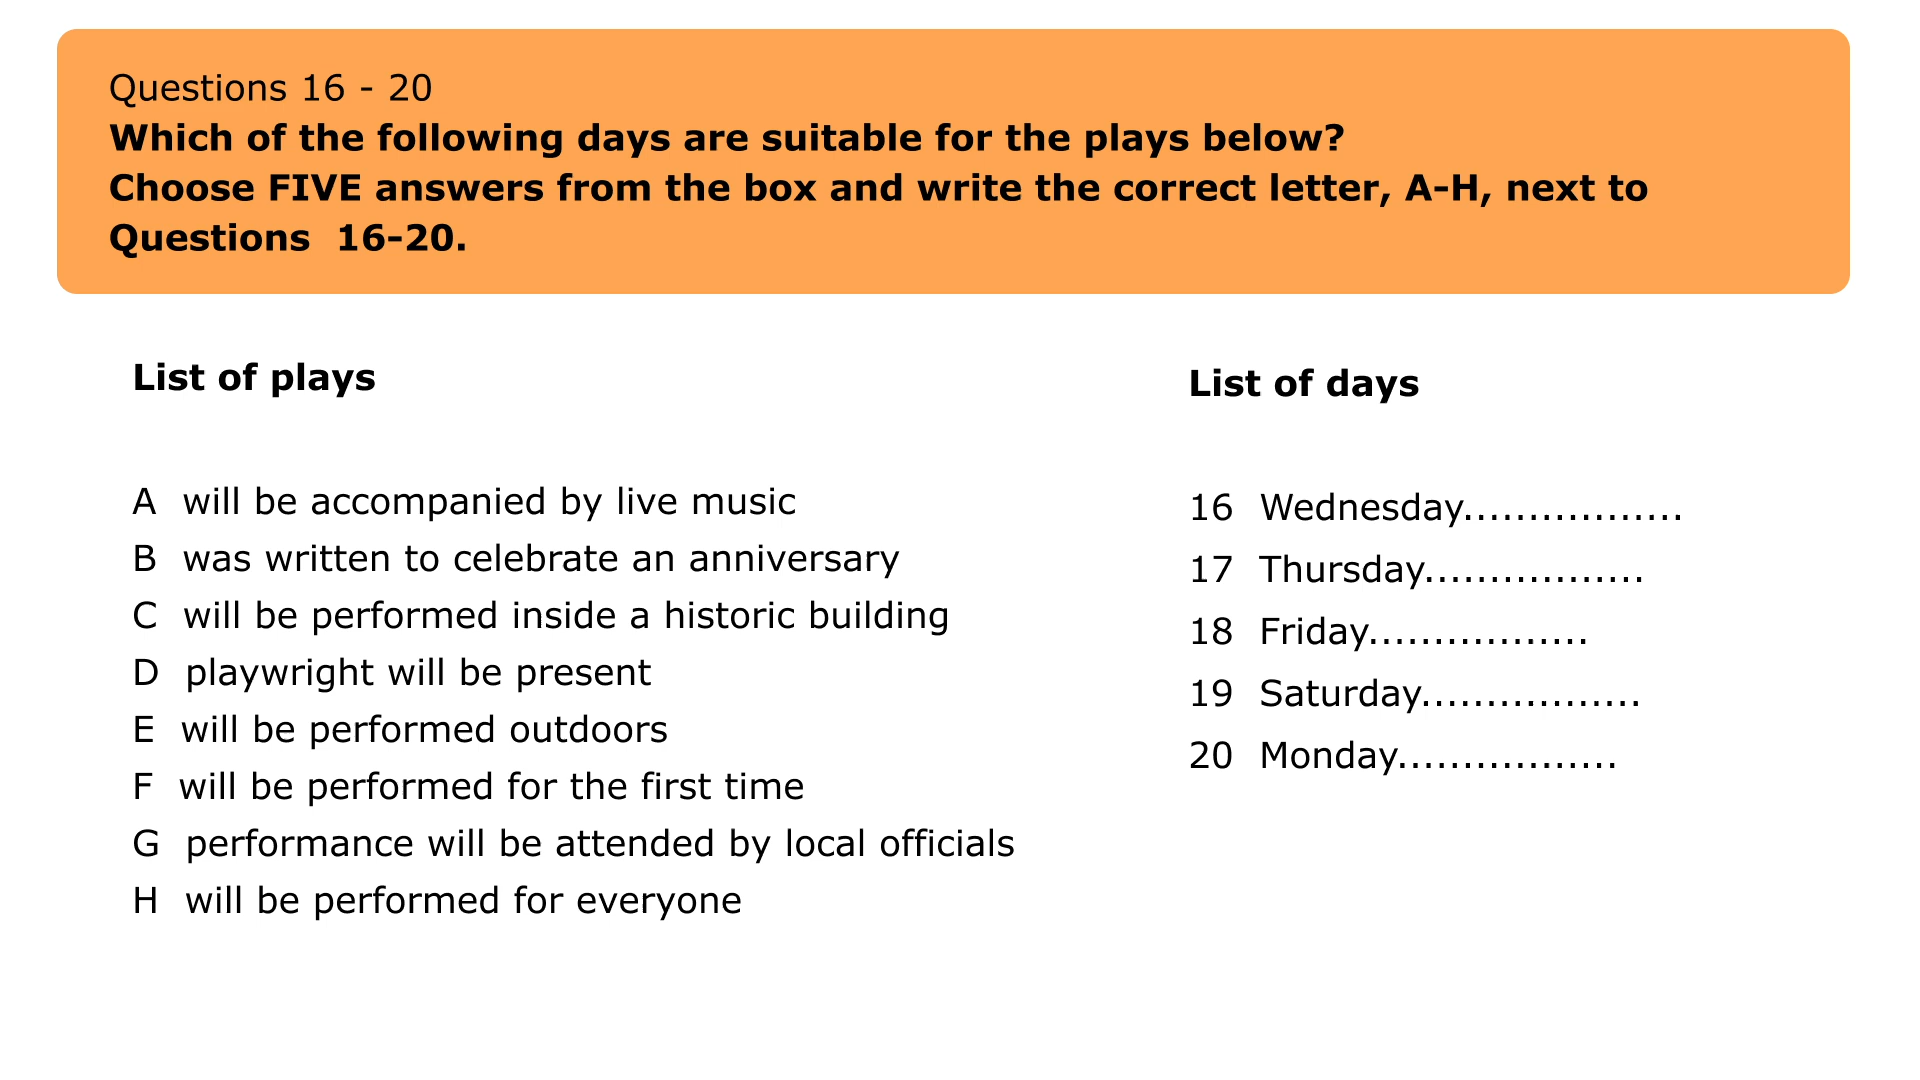 Questions 16 - 20
Which of the following days are suitable for the plays below?
Choose FIVE answers from the box and write the correct letter, A-H, next to
Questions  16-20.
List of plays
A  will be accompanied by live music
B  was written to celebrate an anniversary
C  will be performed inside a historic building
D  playwright will be present
E  will be performed outdoors
F  will be performed for the first time
G  performance will be attended by local officials
H  will be performed for everyone
List of days
16  Wednesday.................
17  Thursday.................
18  Friday.................
19  Saturday.................
20  Monday.................